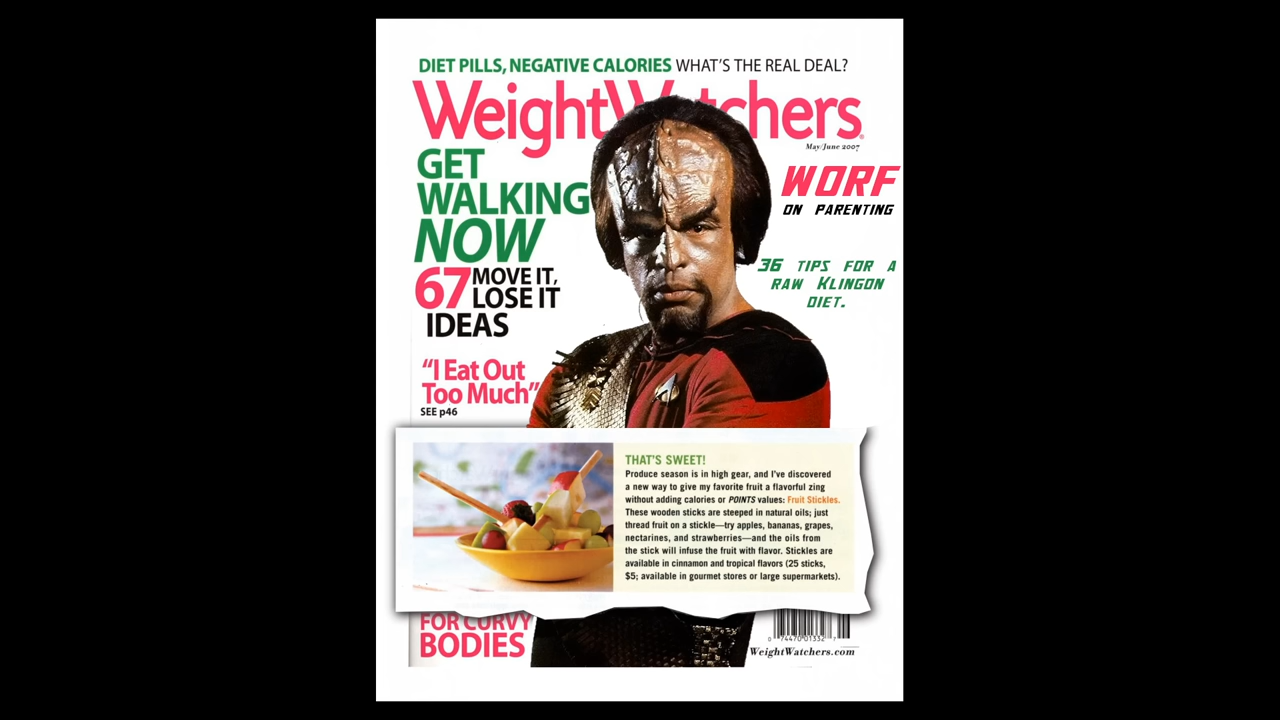 DIET PILLS, NEGATIVE CALORIES WHAT'S THE REAL DEAL?
WeightWatchers
May/June 2007
GET
WALKING
NOW
67 MOVE IT,
LOSE IT
IDEAS
"I Eat Out
Too Much"
SEE p46
WORF
ON PARENTING
36 TIPS FOR A
RAW KLINGON
DIET.
THAT'S SWEET!
Produce season is in high gear, and I've discovered
a new way to give my favorite fruit a flavorful zing
without adding calories or POINTS values: Fruit Stickles.
These wooden sticks are steeped in natural oils; just
thread fruit on a stickle—try apples, bananas, grapes,
nectarines, and strawberries—and the oils from
the stick will infuse the fruit with flavor. Stickles are
available in cinnamon and tropical flavors (25 sticks,
$5; available in gourmet stores or large supermarkets).
FOR CURVY
BODIES
0 74470 01332 7
WeightWatchers.com